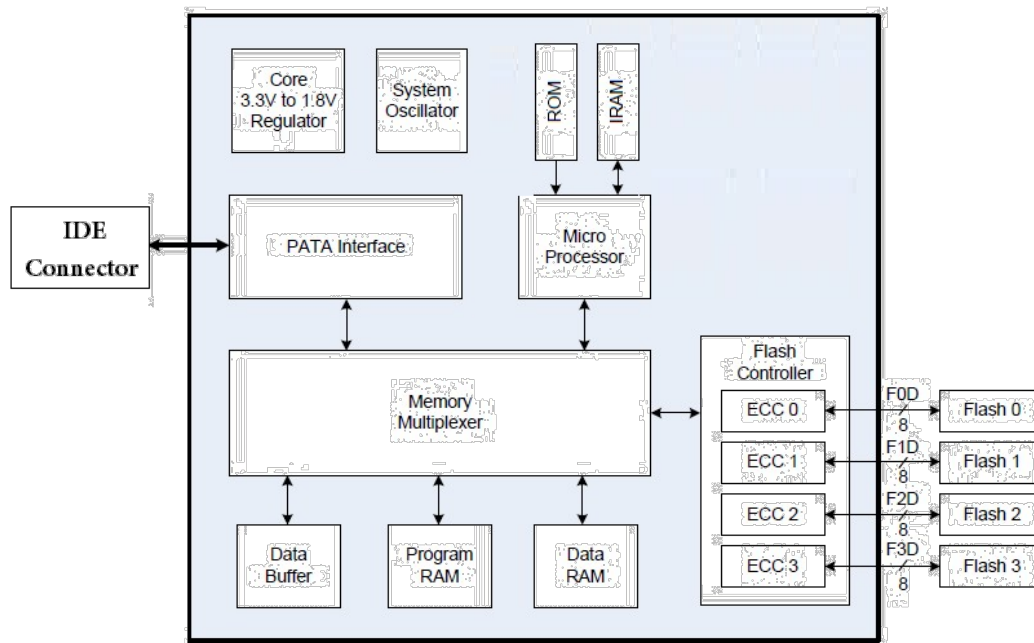 Core
3.3V to 1.8V
Regulator
System
Oscillator
ROM
IRAM
IDE
Connector
PATA Interface
Micro
Processor
Memory
Multiplexer
Flash
Controller
ECC 0
F0D
8
Flash 0
ECC 1
F1D
8
Flash 1
ECC 2
F2D
8
Flash 2
ECC 3
F3D
8
Flash 3
Data
Buffer
Program
RAM
Data
RAM